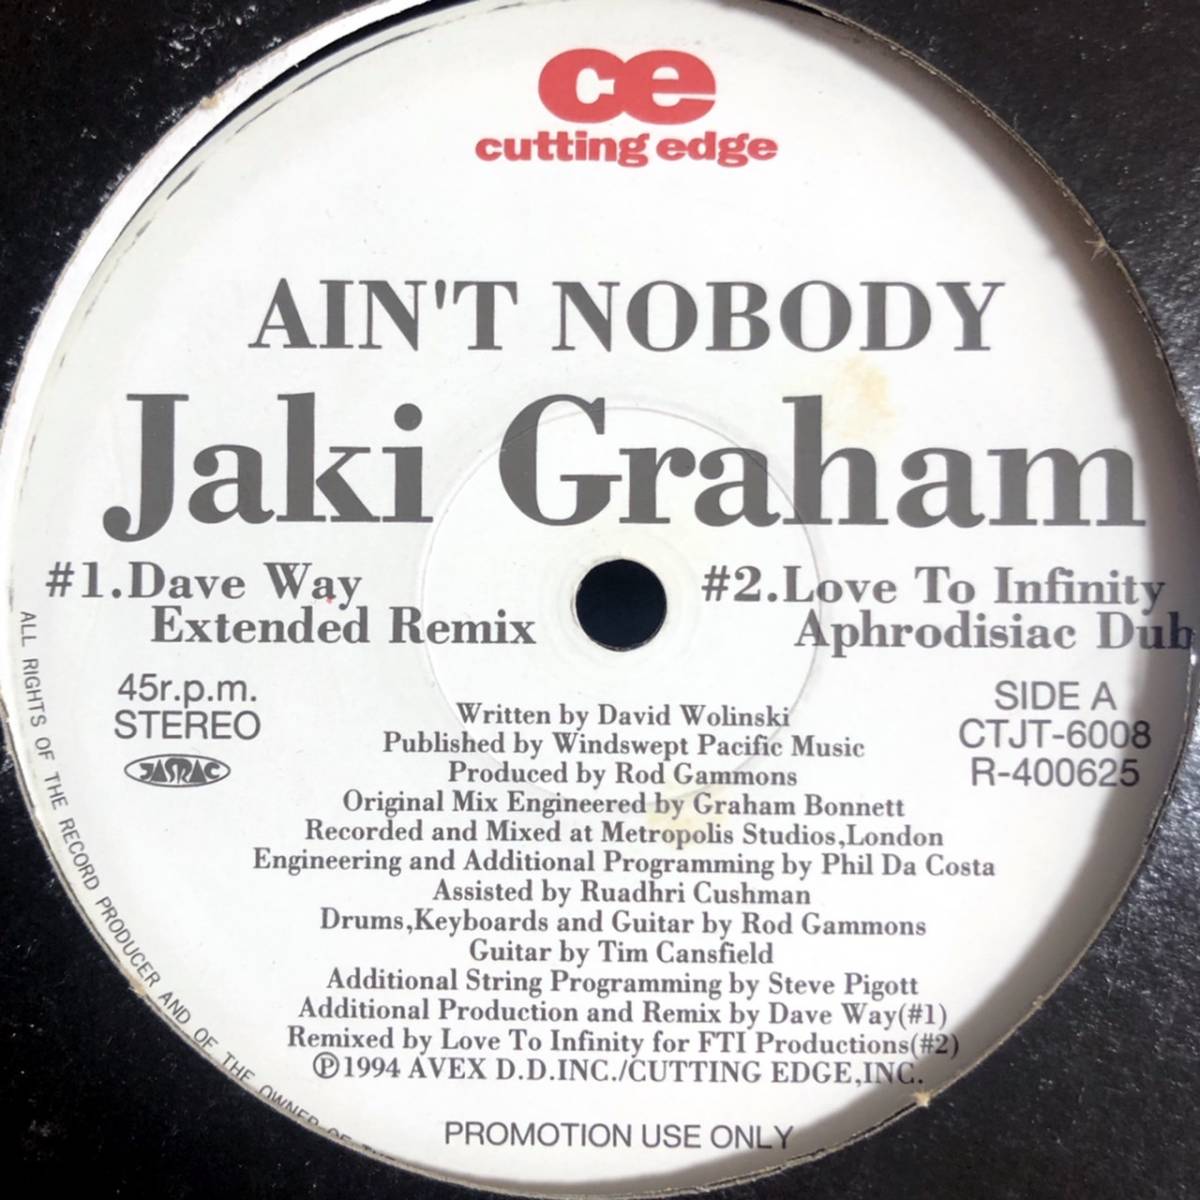 ce
cutting edge
AIN'T NOBODY
Jaki Graham
#1.Dave Way
Extended Remix
#2.Love To Infinity
Aphrodisiac Dub
45r.p.m.
STEREO
JASRAC
SIDE A
CTJT-6008
R-400625
Written by David Wolinski
Published by Windswept Pacific Music
Produced by Rod Gammons
Original Mix Engineered by Graham Bonnett
Recorded and Mixed at Metropolis Studios,London
Engineering and Additional Programming by Phil Da Costa
Assisted by Ruadhri Cushman
Drums,Keyboards and Guitar by Rod Gammons
Guitar by Tim Cansfield
Additional String Programming by Steve Pigott
Additional Production and Remix by Dave Way(#1)
Remixed by Love To Infinity for FTI Productions(#2)
Ⓟ1994 AVEX D.D.INC./CUTTING EDGE,INC.
PROMOTION USE ONLY
ALL RIGHTS OF THE RECORD PRODUCER AND OF THE OWNER OF